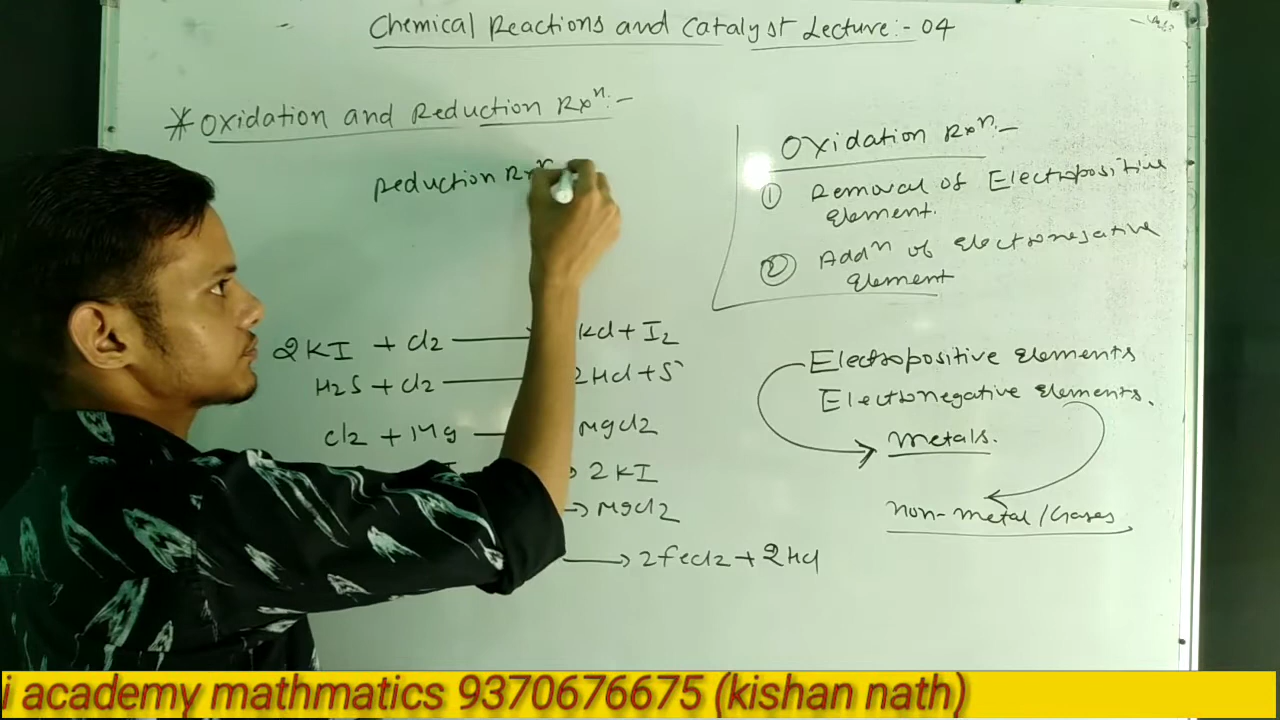 Chemical Reactions and Catalyst Lecture:- 04
* Oxidation and Reduction Rxⁿ:-
Reduction Rxⁿ
Oxidation Rxⁿ:-
① Removal of Electropositive
Element.
② Addⁿ of Electronegative
Element
2KI + Cl2 → KCl + I2
H2S + Cl2 → 2HCl + S
Cl2 + Mg → MgCl2
→ 2KI
→ MgCl2
→ 2FeCl2 + 2HCl
Electropositive Elements
Electronegative Elements.
Metals.
Non-metal/Gases
i academy mathmatics 9370676675 (kishan nath)